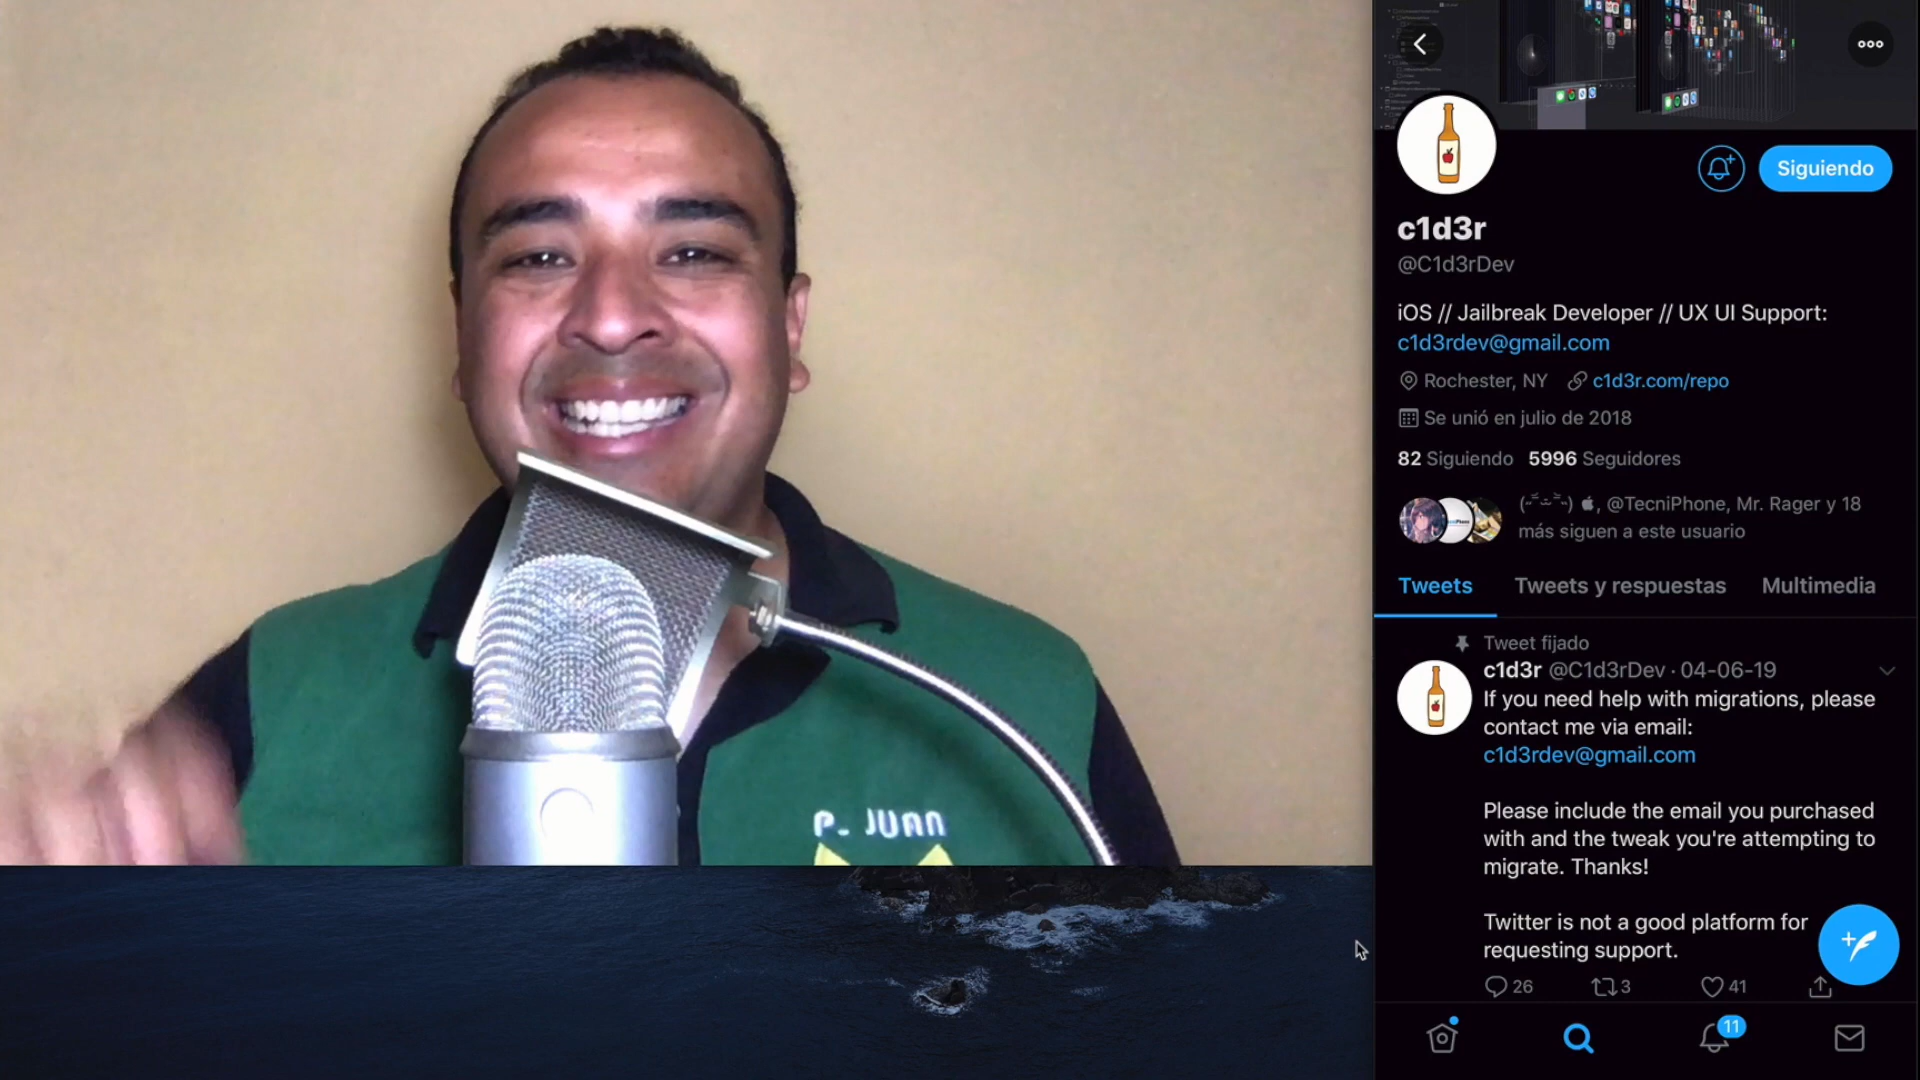 P. JUAN
Siguiendo
c1d3r
@C1d3rDev
iOS // Jailbreak Developer // UX UI Support:
c1d3rdev@gmail.com
Rochester, NY c1d3r.com/repo
Se unió en julio de 2018
82 Siguiendo 5996 Seguidores
, @TecniPhone, Mr. Rager y 18
más siguen a este usuario
Tweets Tweets y respuestas Multimedia
Tweet fijado
c1d3r @C1d3rDev · 04-06-19
If you need help with migrations, please
contact me via email:
c1d3rdev@gmail.com
Please include the email you purchased
with and the tweak you're attempting to
migrate. Thanks!
Twitter is not a good platform for
requesting support.
26 3 41
11